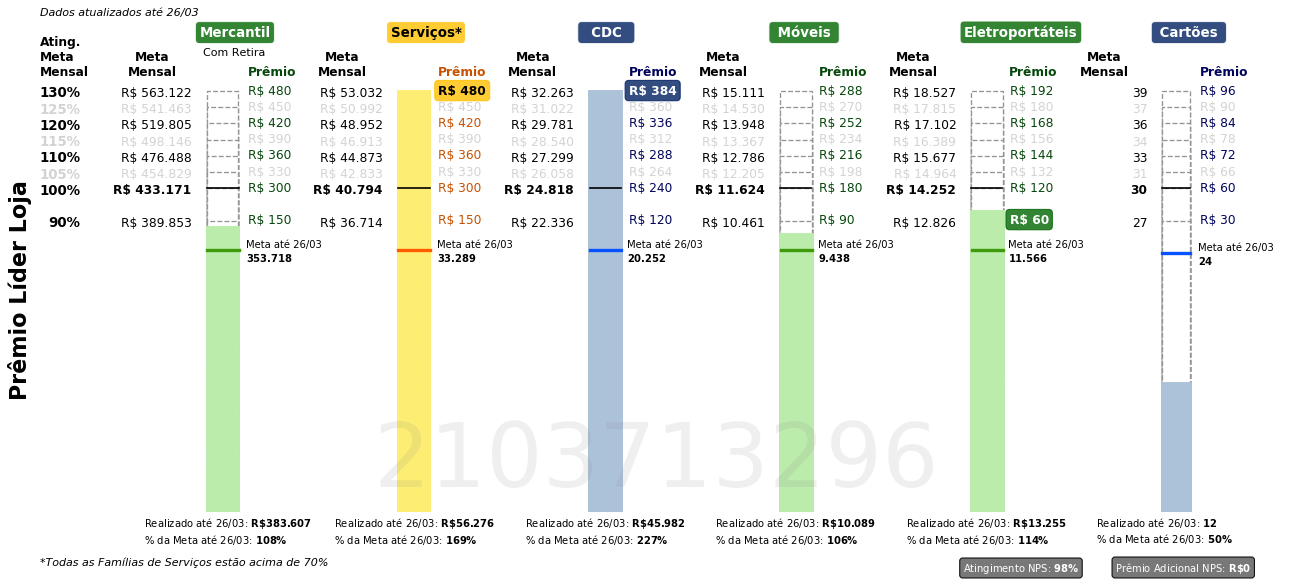 Dados atualizados até 26/03
Mercantil Serviços* CDC Móveis Eletroportáteis Cartões
Com Retira
Ating. Meta Mensal
Meta Mensal Prêmio Meta Mensal Prêmio Meta Mensal Prêmio Meta Mensal Prêmio Meta Mensal Prêmio Meta Mensal Prêmio
130% R$ 563.122 R$ 480 R$ 53.032 R$ 480 R$ 32.263 R$ 384 R$ 15.111 R$ 288 R$ 18.527 R$ 192 39 R$ 96
125% R$ 541.463 R$ 450 R$ 50.992 R$ 450 R$ 31.022 R$ 360 R$ 14.530 R$ 270 R$ 17.815 R$ 180 37 R$ 90
120% R$ 519.805 R$ 420 R$ 48.952 R$ 420 R$ 29.781 R$ 336 R$ 13.948 R$ 252 R$ 17.102 R$ 168 36 R$ 84
115% R$ 498.146 R$ 390 R$ 46.913 R$ 390 R$ 28.540 R$ 312 R$ 13.367 R$ 234 R$ 16.389 R$ 156 34 R$ 78
110% R$ 476.488 R$ 360 R$ 44.873 R$ 360 R$ 27.299 R$ 288 R$ 12.786 R$ 216 R$ 15.677 R$ 144 33 R$ 72
105% R$ 454.829 R$ 330 R$ 42.833 R$ 330 R$ 26.058 R$ 264 R$ 12.205 R$ 198 R$ 14.964 R$ 132 31 R$ 66
100% R$ 433.171 R$ 300 R$ 40.794 R$ 300 R$ 24.818 R$ 240 R$ 11.624 R$ 180 R$ 14.252 R$ 120 30 R$ 60
90% R$ 389.853 R$ 150 R$ 36.714 R$ 150 R$ 22.336 R$ 120 R$ 10.461 R$ 90 R$ 12.826 R$ 60 27 R$ 30
Meta até 26/03 Meta até 26/03 Meta até 26/03 Meta até 26/03 Meta até 26/03 Meta até 26/03
353.718 33.289 20.252 9.438 11.566 24
Prêmio Líder Loja
2103713296
Realizado até 26/03: R$383.607 Realizado até 26/03: R$56.276 Realizado até 26/03: R$45.982 Realizado até 26/03: R$10.089 Realizado até 26/03: R$13.255 Realizado até 26/03: 12
% da Meta até 26/03: 108% % da Meta até 26/03: 169% % da Meta até 26/03: 227% % da Meta até 26/03: 106% % da Meta até 26/03: 114% % da Meta até 26/03: 50%
*Todas as Famílias de Serviços estão acima de 70%
Atingimento NPS: 98% Prêmio Adicional NPS: R$0